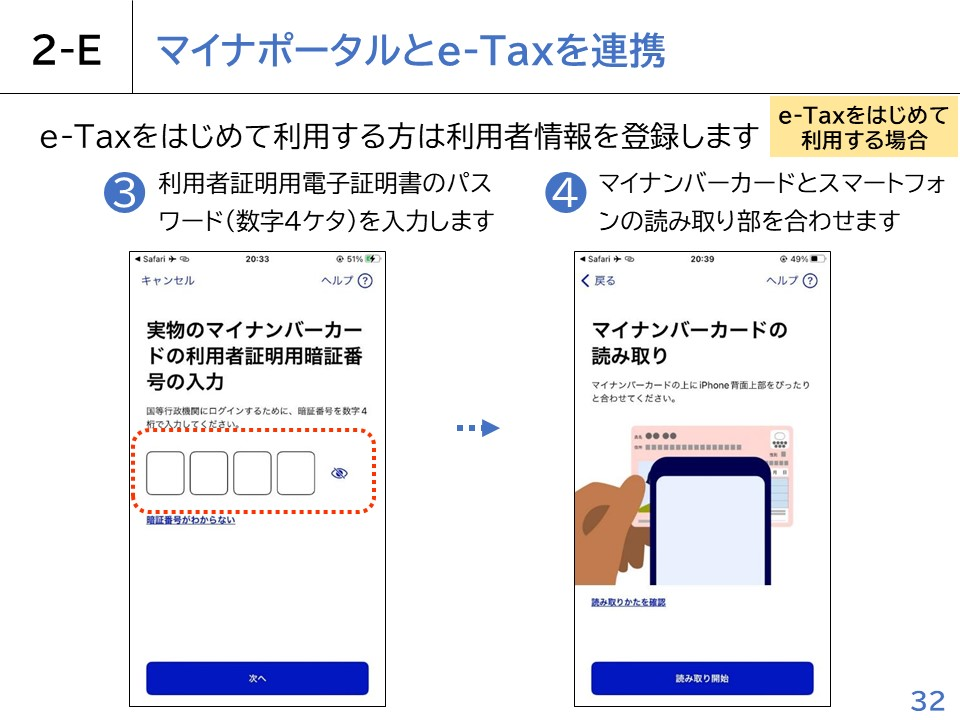 2-E
マイナポータルとe-Taxを連携
e-Taxをはじめて
利用する場合
e-Taxをはじめて利用する方は利用者情報を登録します
3
利用者証明用電子証明書のパス
ワード(数字4ケタ)を入力します
4
マイナンバーカードとスマートフォ
ンの読み取り部を合わせます
Safari
20:33
51%
キャンセル
ヘルプ ?
実物のマイナンバーカー
ドの利用者証明用暗証番
号の入力
国等行政機関にログインするために、暗証番号を数字4
桁で入力してください。
暗証番号がわからない
次へ
Safari
20:39
49%
戻る
ヘルプ ?
マイナンバーカードの
読み取り
マイナンバーカードの上にiPhone背面上部をぴったり
と合わせてください。
読み取りかたを確認
読み取り開始
32